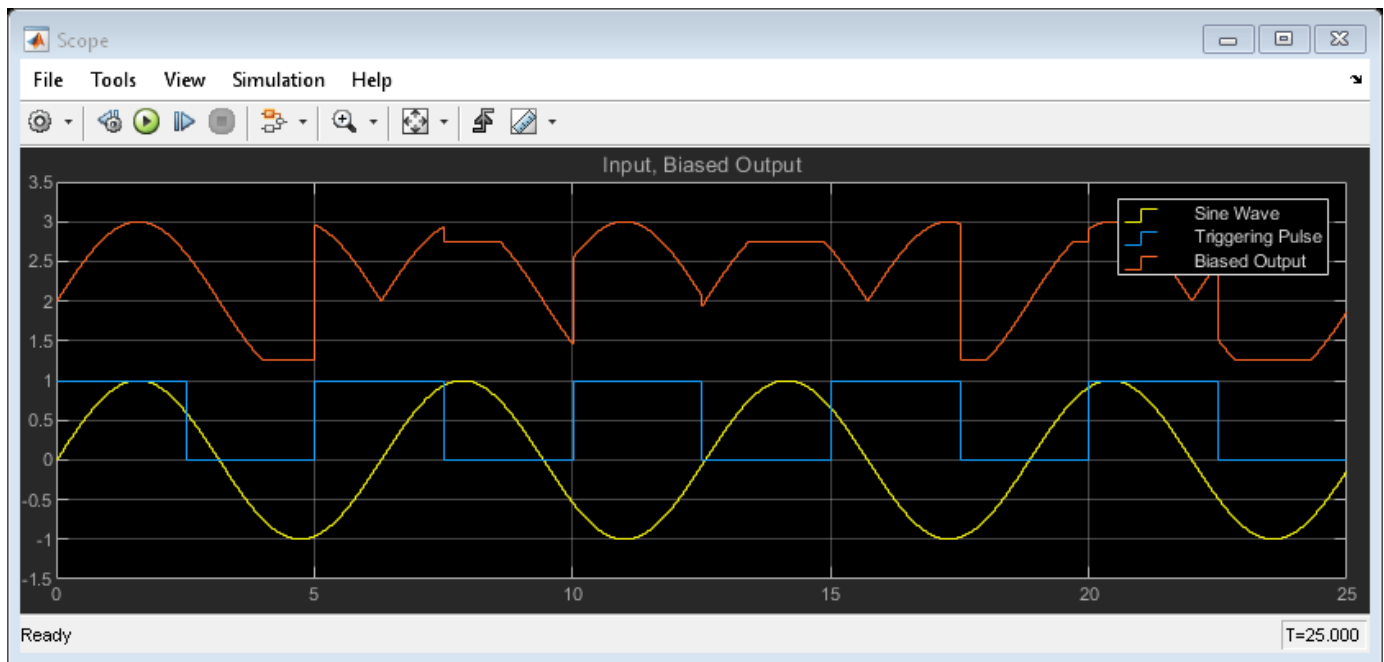 Scope
File Tools View Simulation Help
Input, Biased Output
3.5
3
2.5
2
1.5
1
0.5
0
-0.5
-1
-1.5
Sine Wave
Triggering Pulse
Biased Output
0 5 10 15 20 25
Ready T=25.000